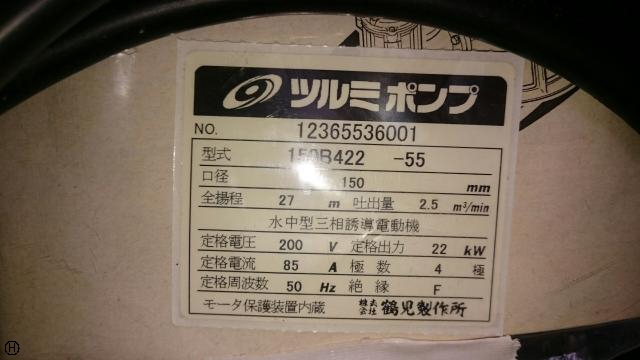 ツルミポンプ
NO. 12365536001
型式 150B422 -55
口径 150 mm
全揚程 27 m 吐出量 2.5 m³/min
水中型三相誘導電動機
定格電圧 200 V 定格出力 22 kW
定格電流 85 A 極数 4 極
定格周波数 50 Hz 絶縁 F
モータ保護装置内蔵 株式会社 鶴見製作所
H